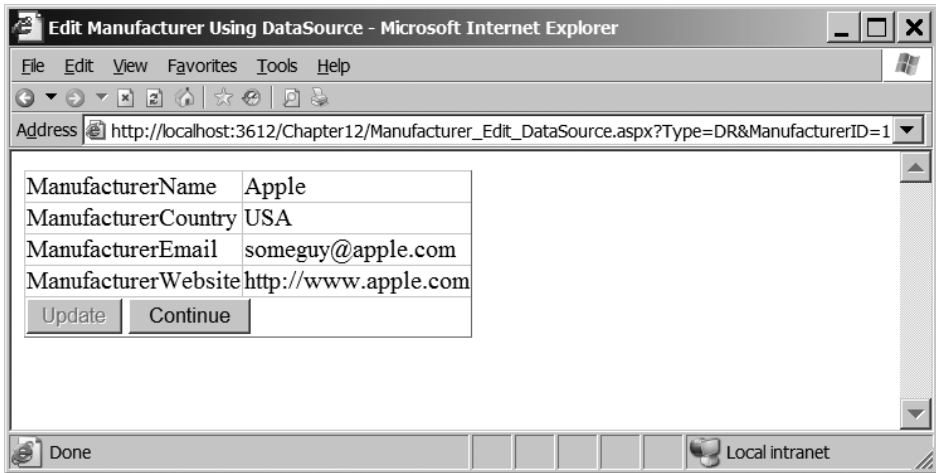 Edit Manufacturer Using DataSource - Microsoft Internet Explorer
File Edit View Favorites Tools Help
Address http://localhost:3612/Chapter12/Manufacturer_Edit_DataSource.aspx?Type=DR&ManufacturerID=1
ManufacturerName Apple
ManufacturerCountry USA
ManufacturerEmail someguy@apple.com
ManufacturerWebsite http://www.apple.com
Update Continue
Done Local intranet